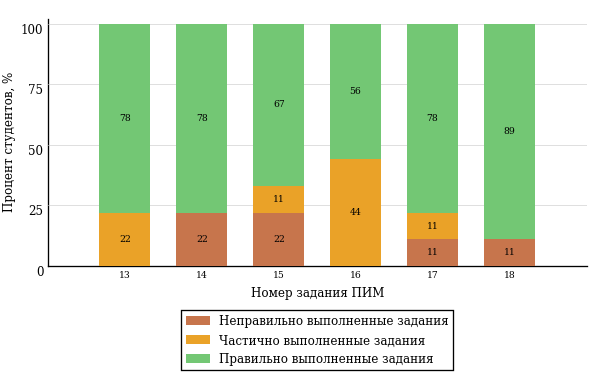 Процент студентов, %
100
75
50
25
0
78 78 67 56 78 89
22 22 11 44 11 11
22 11
13 14 15 16 17 18
Номер задания ПИМ
Неправильно выполненные задания
Частично выполненные задания
Правильно выполненные задания